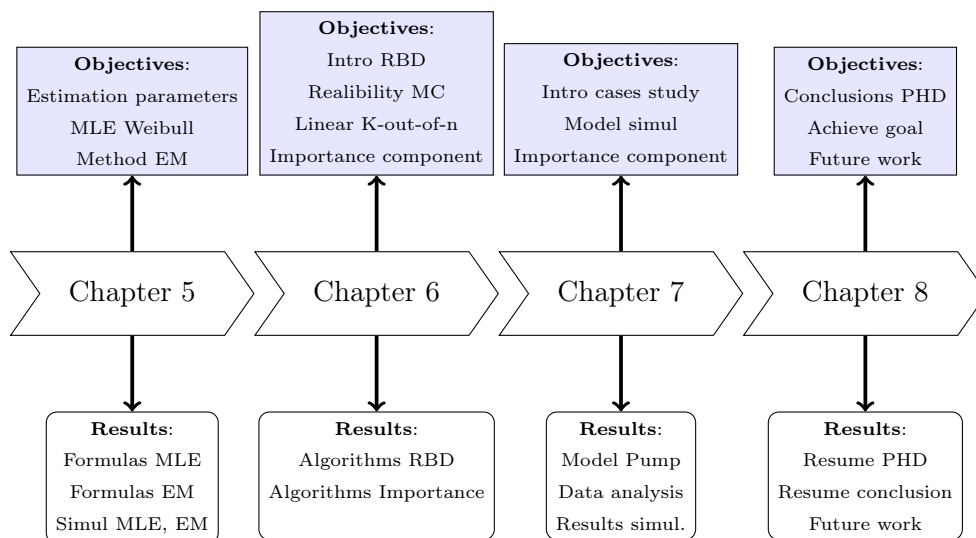 Objectives:
Estimation parameters
MLE Weibull
Method EM
Objectives:
Intro RBD
Realibility MC
Linear K-out-of-n
Importance component
Objectives:
Intro cases study
Model simul
Importance component
Objectives:
Conclusions PHD
Achieve goal
Future work
Chapter 5
Chapter 6
Chapter 7
Chapter 8
Results:
Formulas MLE
Formulas EM
Simul MLE, EM
Results:
Algorithms RBD
Algorithms Importance
Results:
Model Pump
Data analysis
Results simul.
Results:
Resume PHD
Resume conclusion
Future work